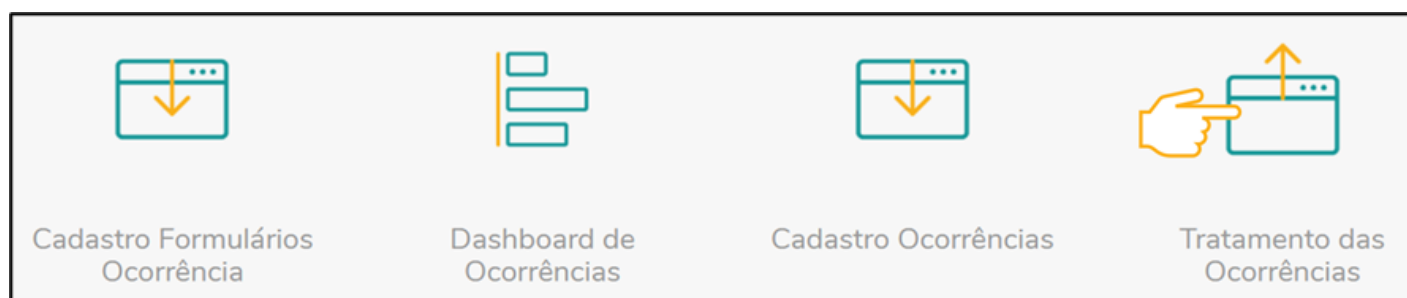 Cadastro Formulários
Ocorrência
Dashboard de
Ocorrências
Cadastro Ocorrências
Tratamento das
Ocorrências